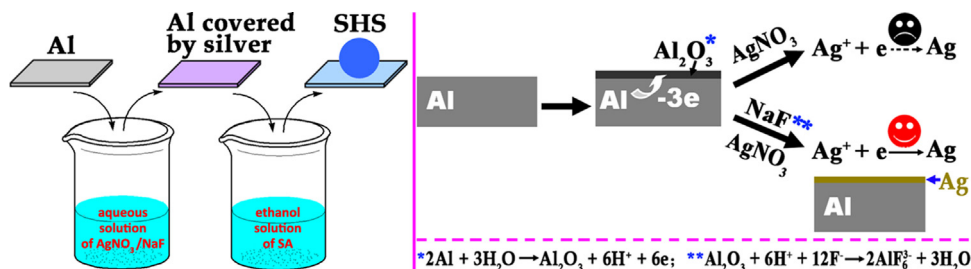 Al
Al covered
by silver
SHS
aqueous
solution
of AgNO₃/NaF
ethanol
solution
of SA
Al
Al₂O₃*
Al -3e
AgNO₃
Ag⁺ + e ⇢ Ag
NaF**
AgNO₃
Ag⁺ + e → Ag
Ag
Al
*2Al + 3H₂O→Al₂O₃ + 6H⁺ + 6e; **Al₂O₃ + 6H⁺ + 12F⁻→ 2AlF₆³⁻ + 3H₂O